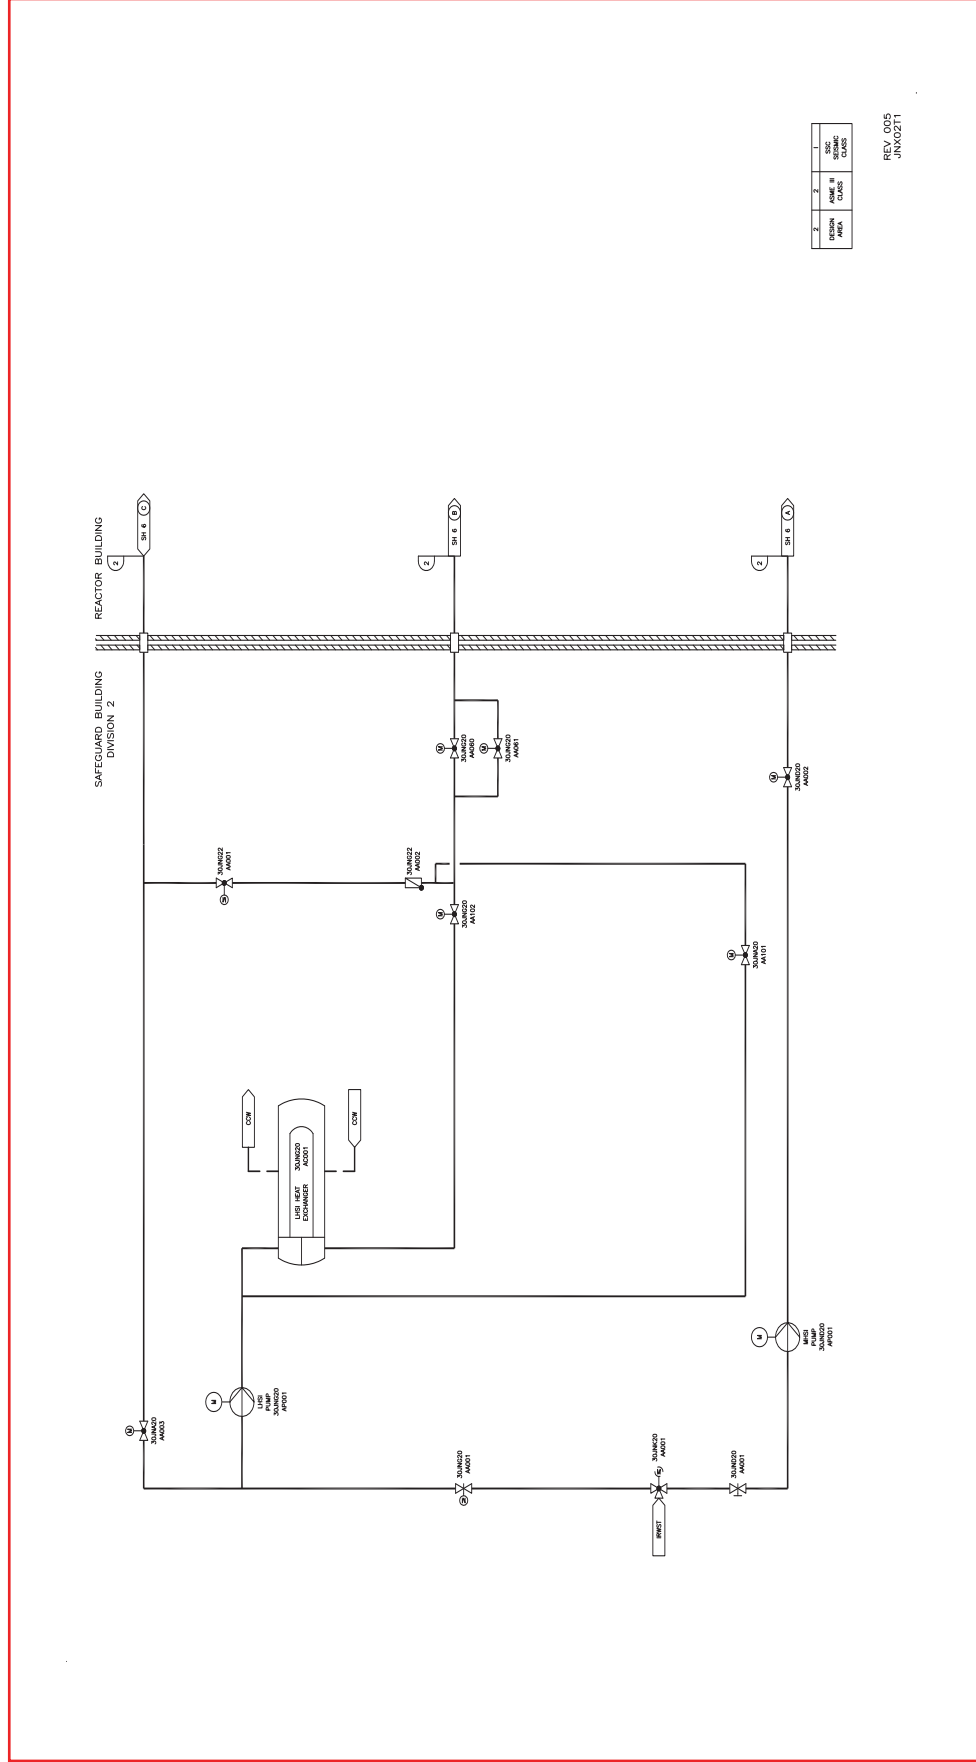 SAFEGUARD BUILDING
DIVISION 2
REACTOR BUILDING
2
M
30JNA20
AA003
SH 6 C
M
LHSI
PUMP
30JNG20
AP001
CCW
M
30JNG22
AA001
LHSI HEAT
EXCHANGER
30JNG20
AC001
CCW
30JNG22
AA002
M
30JNG20
AA001
M
30JNG20
AA102
M
30JNG20
AA060
M
30JNG20
AA061
2
SH 6 B
IRWST
30JNK20
AA001
M
30JND20
AA001
M
30JNA20
AA101
M
MHSI
PUMP
30JND20
AP001
M
30JND20
AA002
2
SH 6 A
2 2 1
DESIGN
AREA
ASME III
CLASS
SSC
SEISMIC
CLASS
REV 005
JNX02T1